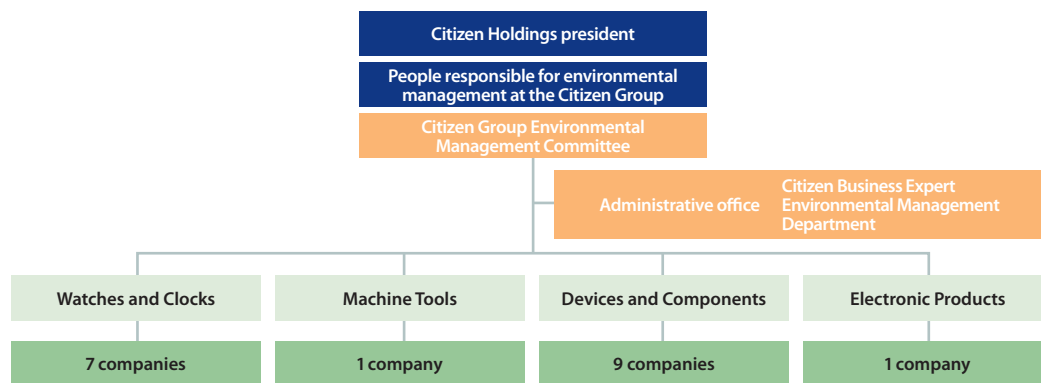 Citizen Holdings president
People responsible for environmental
management at the Citizen Group
Citizen Group Environmental
Management Committee
Administrative office
Citizen Business Expert
Environmental Management
Department
Watches and Clocks
Machine Tools
Devices and Components
Electronic Products
7 companies
1 company
9 companies
1 company